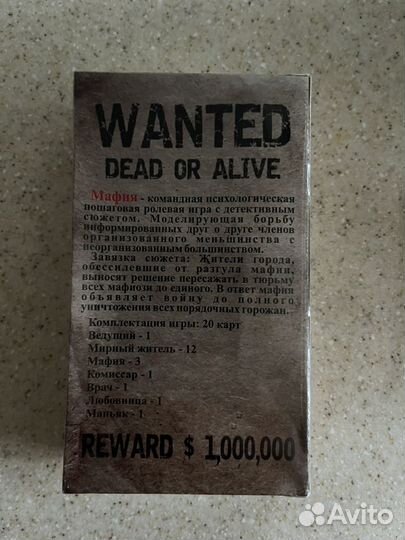 WANTED
DEAD OR ALIVE
Мафия - командная психологическая
пошаговая ролевая игра с детективным
сюжетом. Моделирующая борьбу
информированных друг о друге членов
организованного меньшинства с
неорганизованным большинством.
Завязка сюжета: Жители города,
обессилевшие от разгула мафии,
выносят решение пересажать в тюрьму
всех мафиози до единого. В ответ мафия
объявляет войну до полного
уничтожения всех порядочных горожан.
Комплектация игры: 20 карт
Ведущий - 1
Мирный житель - 12
Мафия - 3
Комиссар - 1
Врач - 1
Любовница - 1
Маньяк - 1
REWARD $ 1,000,000
Avito